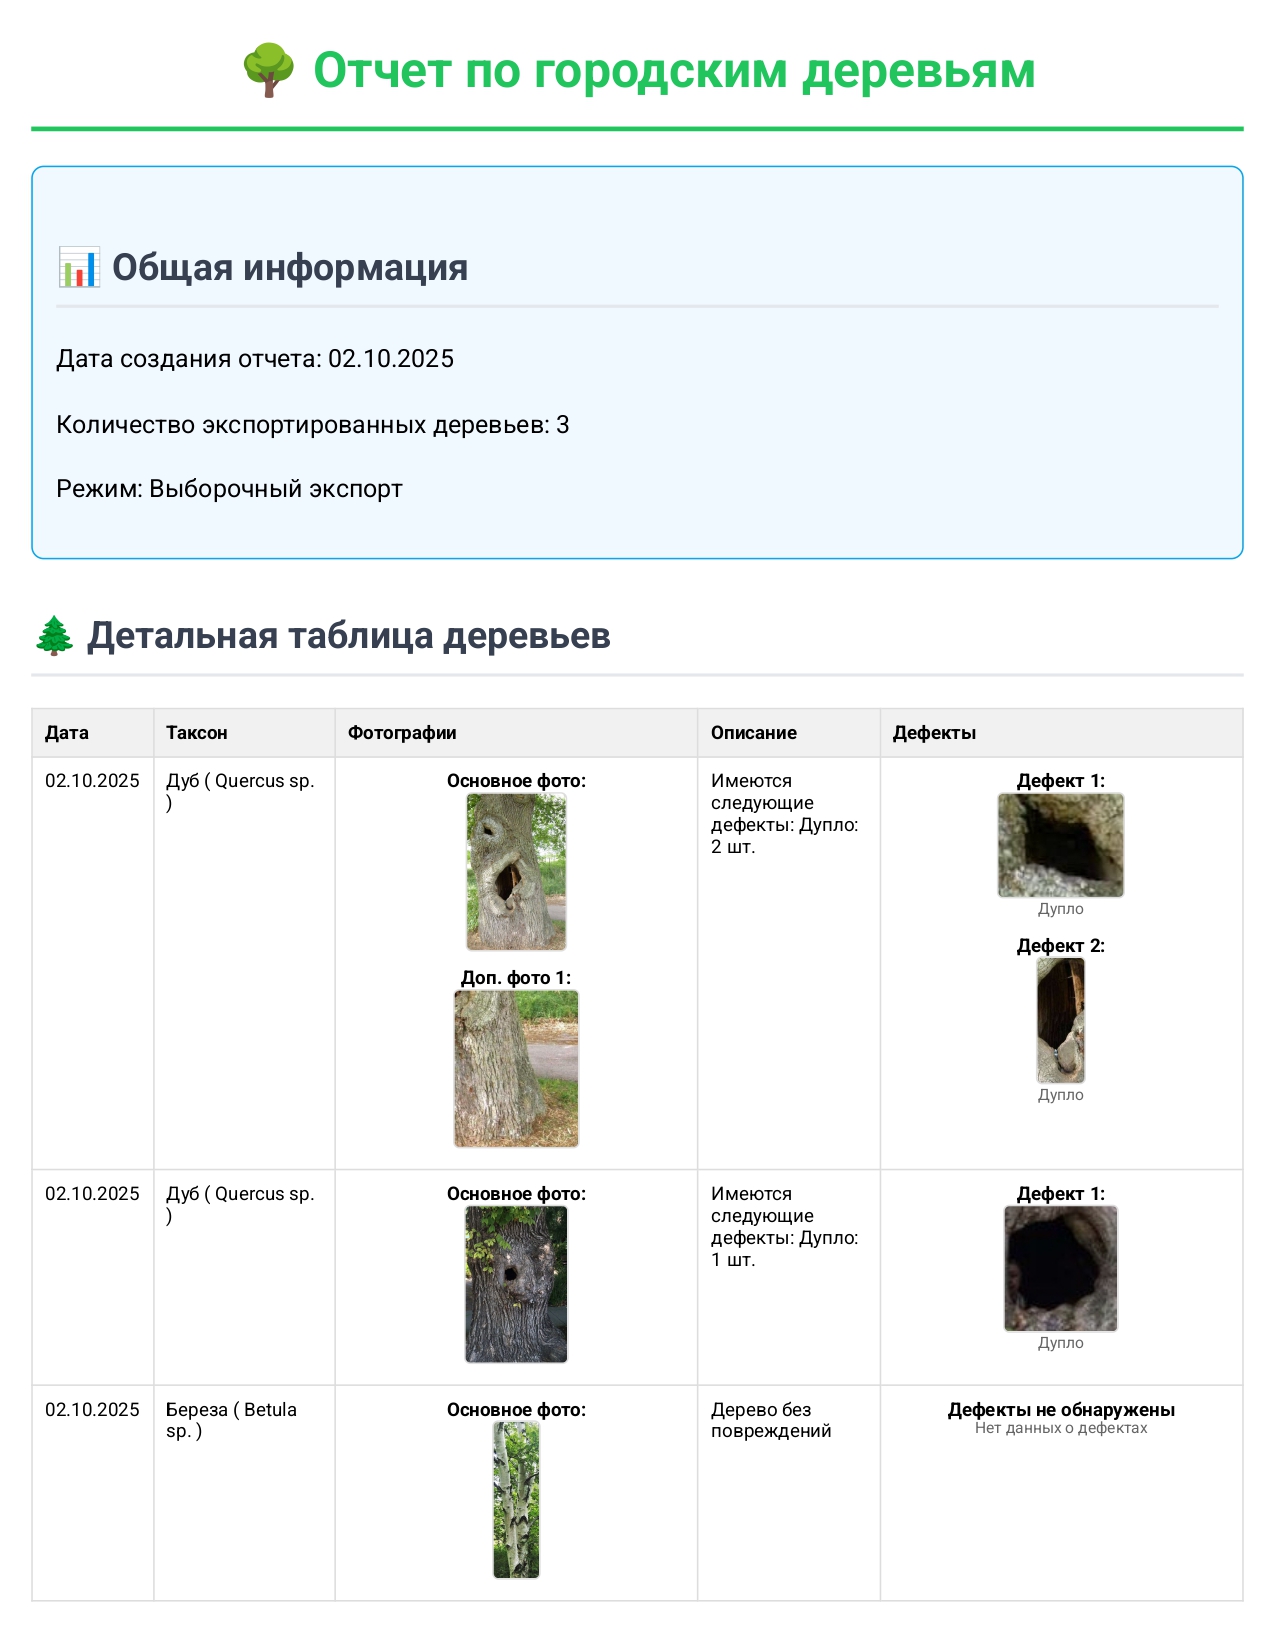 Отчет по городским деревьям
Общая информация
Дата создания отчета: 02.10.2025
Количество экспортированных деревьев: 3
Режим: Выборочный экспорт
Детальная таблица деревьев
Дата
Таксон
Фотографии
Описание
Дефекты
02.10.2025
Дуб ( Quercus sp.
)
Основное фото:
Доп. фото 1:
Имеются
следующие
дефекты: Дупло:
2 шт.
Дефект 1:
Дупло
Дефект 2:
Дупло
02.10.2025
Дуб ( Quercus sp.
)
Основное фото:
Имеются
следующие
дефекты: Дупло:
1 шт.
Дефект 1:
Дупло
02.10.2025
Береза ( Betula
sp. )
Основное фото:
Дерево без
повреждений
Дефекты не обнаружены
Нет данных о дефектах